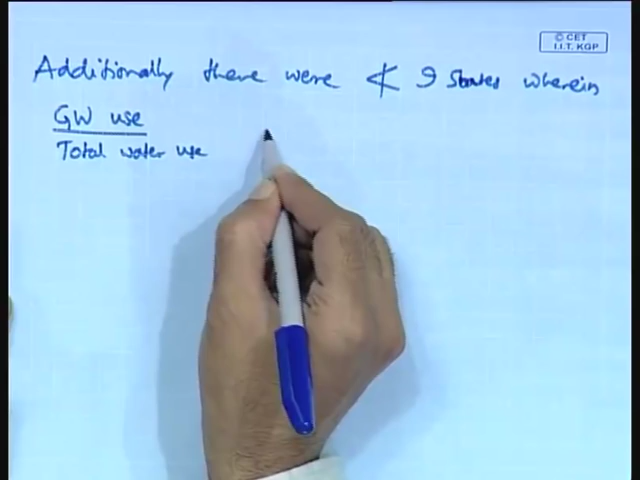 © CET
I.I.T. KGP
Additionally there were ≮ 9 states wherein
GW use
Total water use